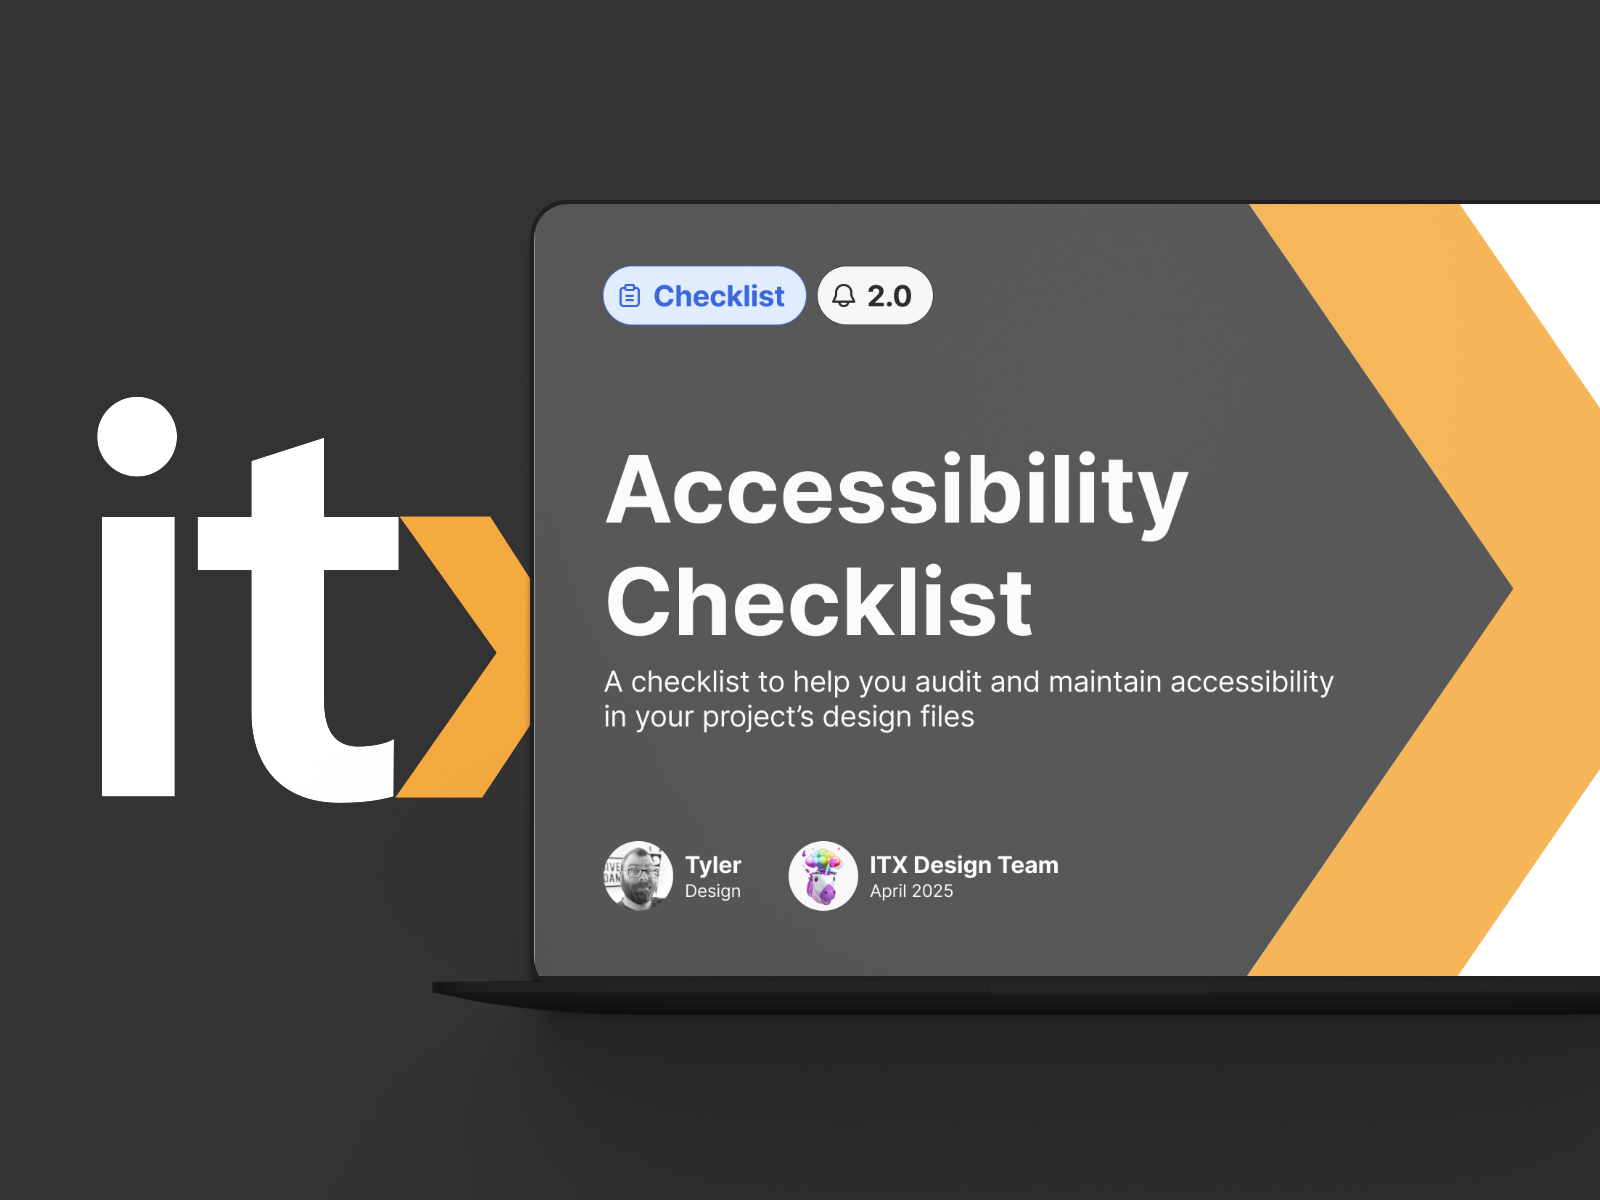 itx
Checklist
2.0
Accessibility
Checklist
A checklist to help you audit and maintain accessibility
in your project’s design files
Tyler
Design
ITX Design Team
April 2025